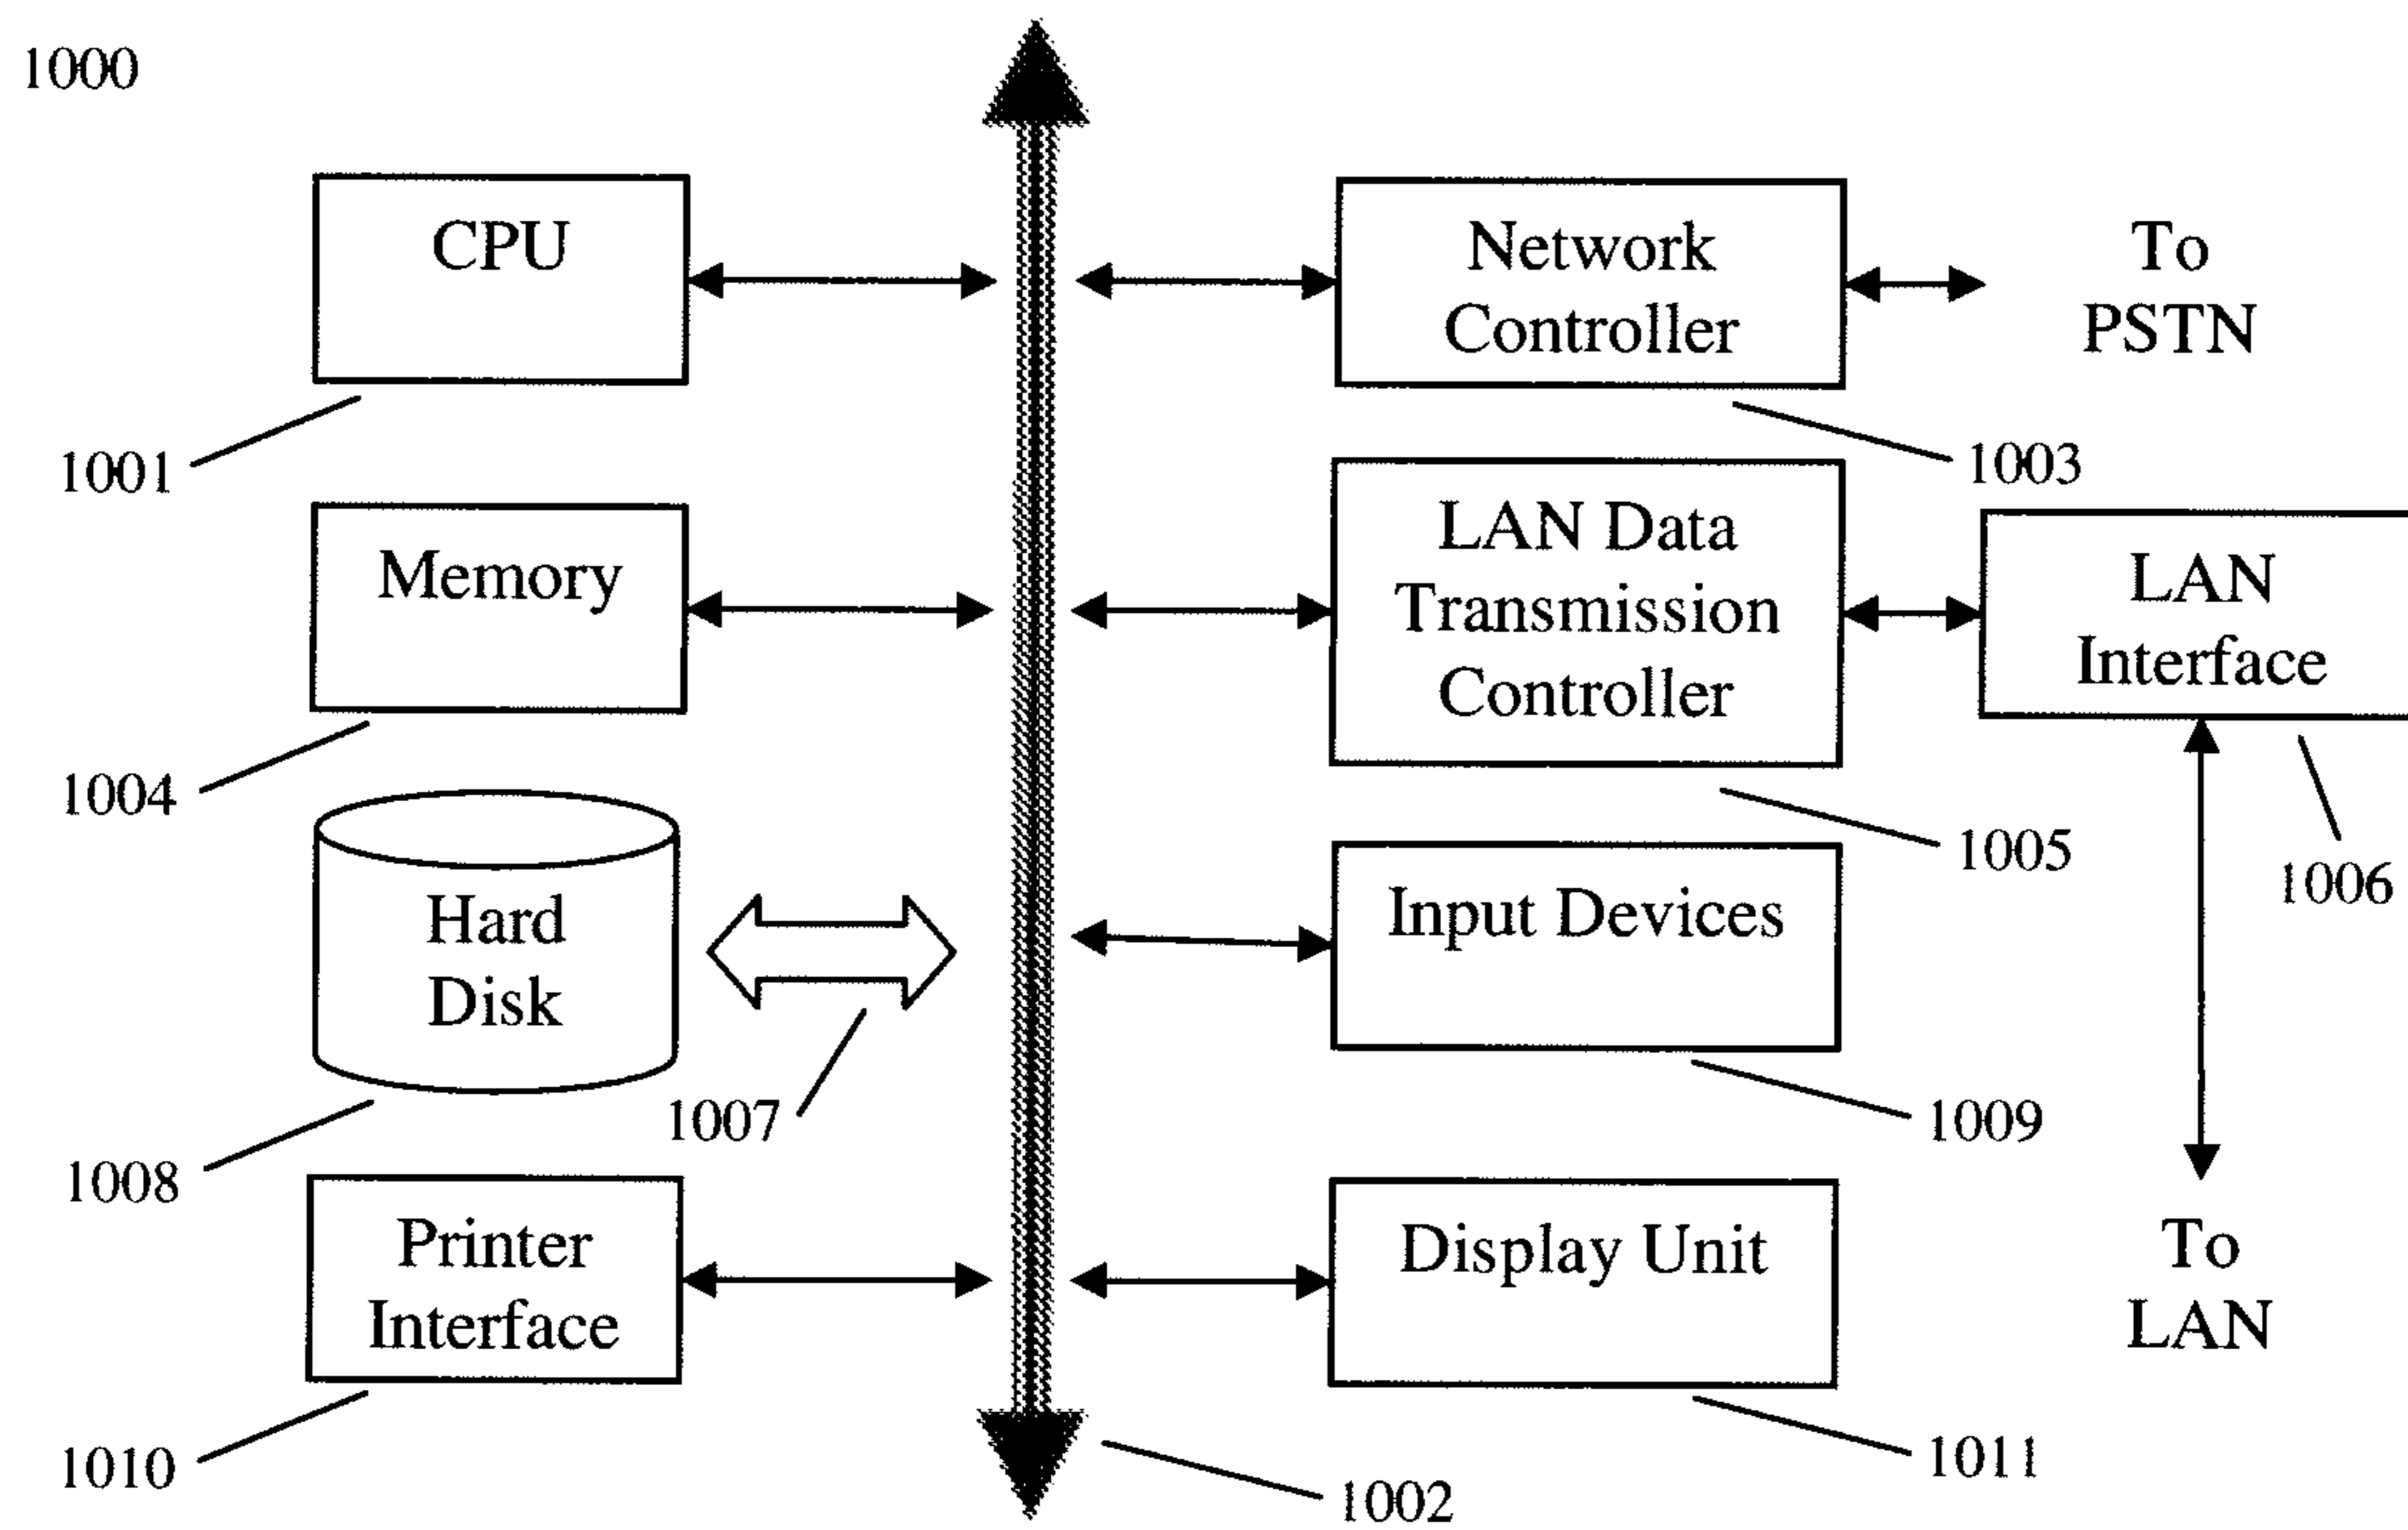 1000
CPU
Network
Controller
To
PSTN
1001
1003
Memory
LAN Data
Transmission
Controller
LAN
Interface
1004
1005
1006
Hard
Disk
1007
Input Devices
1008
1009
Printer
Interface
Display Unit
To
LAN
1010
1011
1002